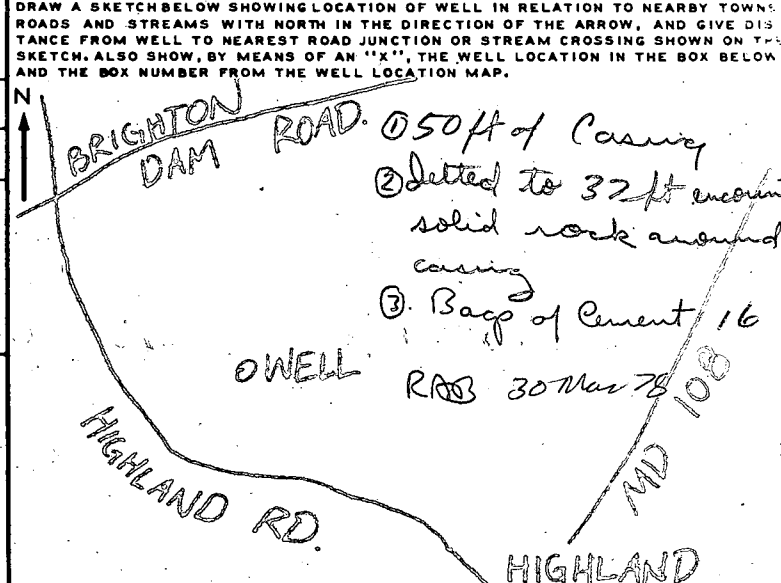 DRAW A SKETCH BELOW SHOWING LOCATION OF WELL IN RELATION TO NEARBY TOWNS
ROADS AND STREAMS WITH NORTH IN THE DIRECTION OF THE ARROW, AND GIVE DIS
TANCE FROM WELL TO NEAREST ROAD JUNCTION OR STREAM CROSSING SHOWN ON THE
SKETCH. ALSO SHOW, BY MEANS OF AN "X", THE WELL LOCATION IN THE BOX BELOW
AND THE BOX NUMBER FROM THE WELL LOCATION MAP.
N
BRIGHTON
DAM ROAD.
① 50 ft of Casing
② Jetted to 32 ft encoun
solid rock around
casing
③. Bags of Cement 16
O WELL
RAB 30 Mar 78
HIGHLAND RD.
MD 108
HIGHLAND